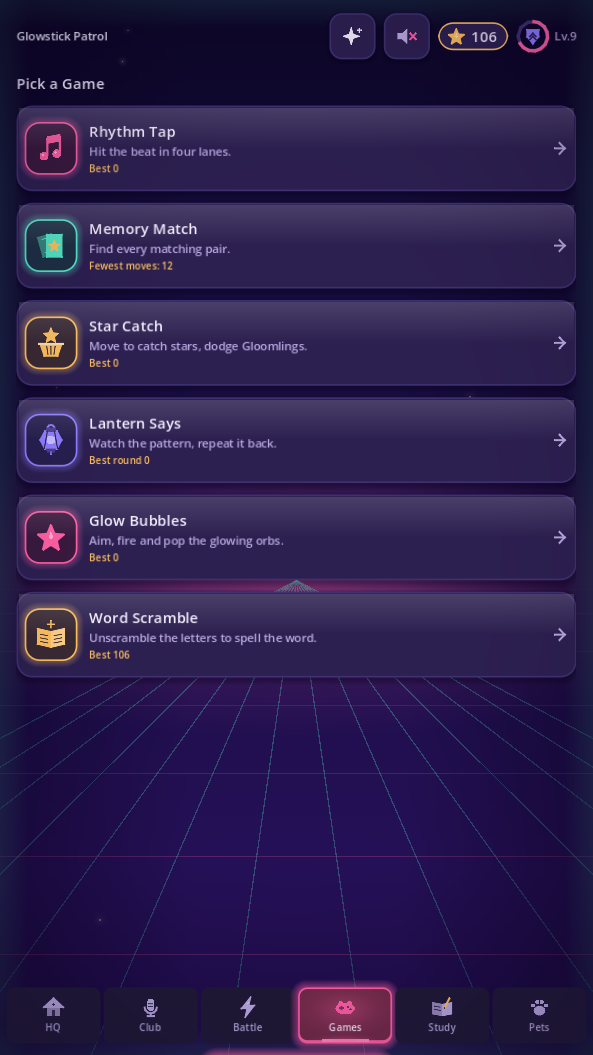 Glowstick Patrol
106
Lv.9
Pick a Game
Rhythm Tap
Hit the beat in four lanes.
Best 0
Memory Match
Find every matching pair.
Fewest moves: 12
Star Catch
Move to catch stars, dodge Gloomlings.
Best 0
Lantern Says
Watch the pattern, repeat it back.
Best round 0
Glow Bubbles
Aim, fire and pop the glowing orbs.
Best 0
Word Scramble
Unscramble the letters to spell the word.
Best 106
HQ
Club
Battle
Games
Study
Pets